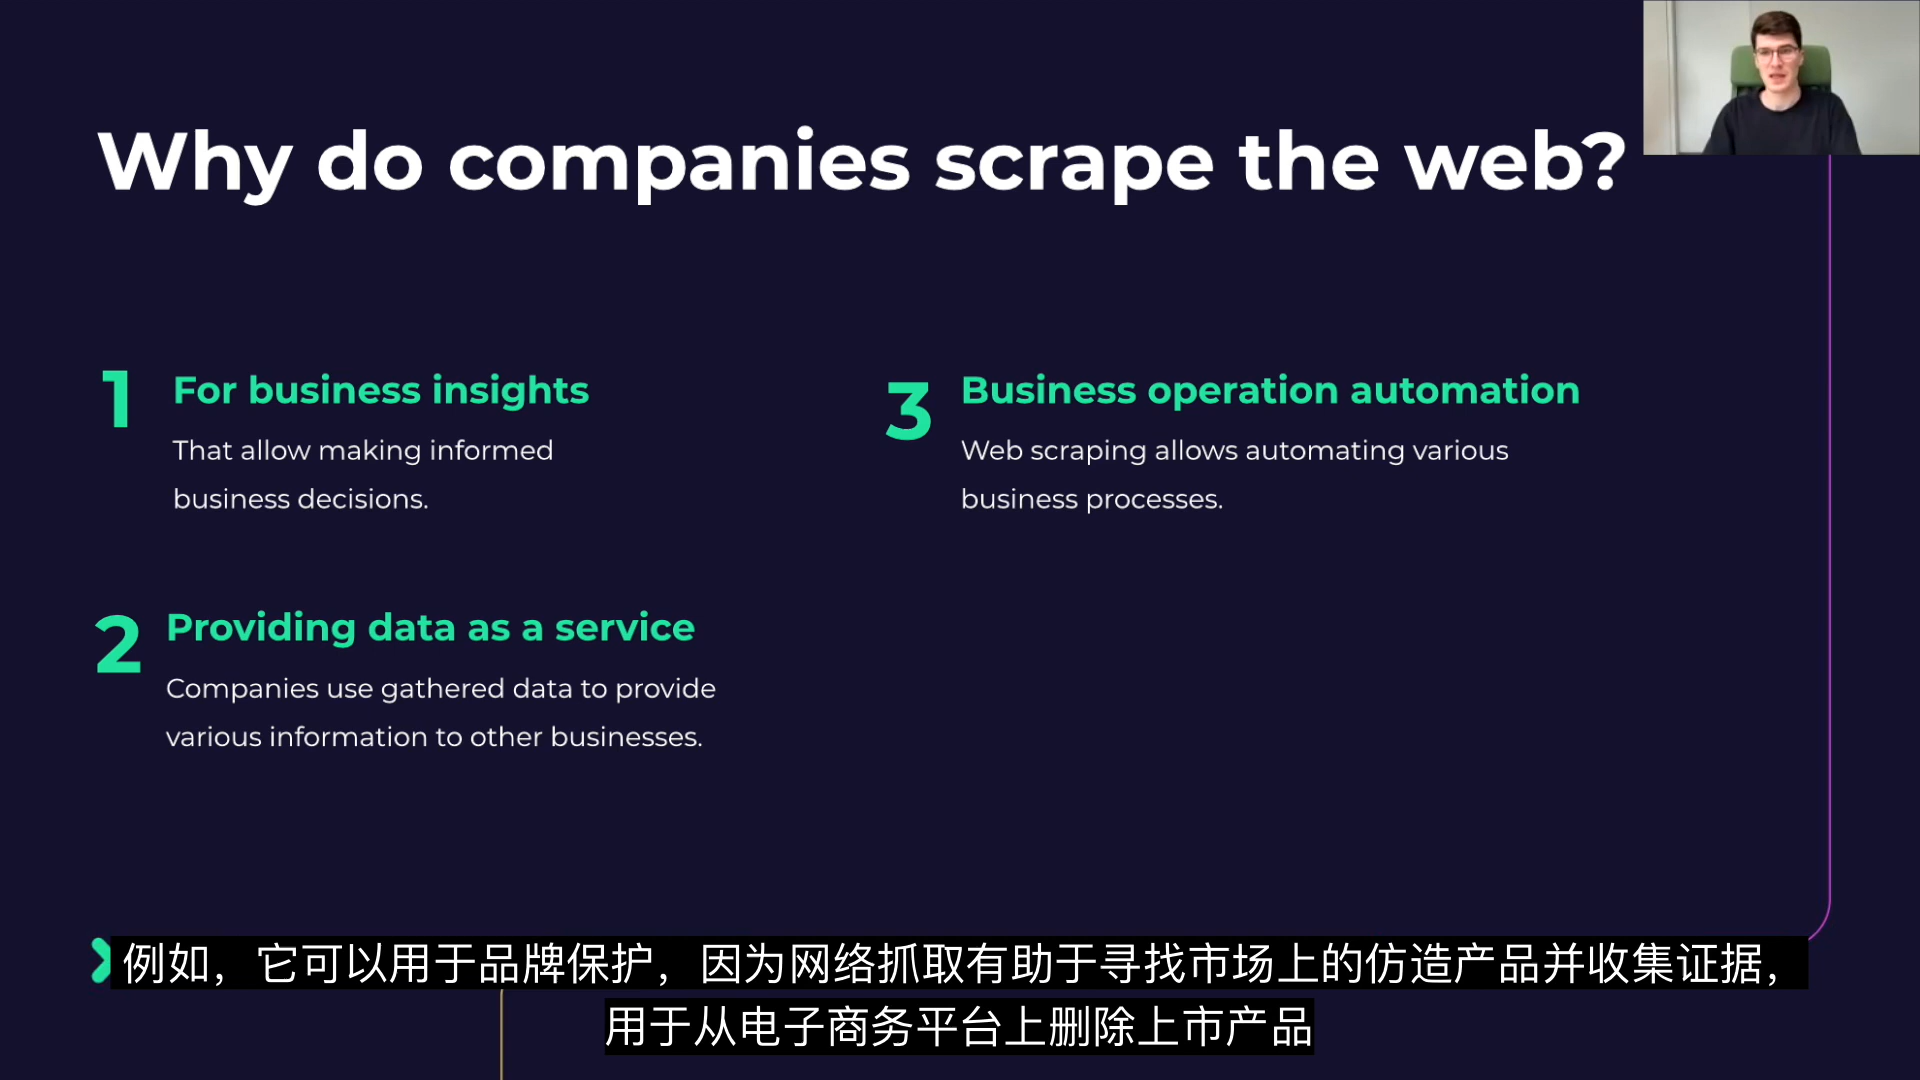 Why do companies scrape the web?
1
For business insights
That allow making informed
business decisions.
2
Providing data as a service
Companies use gathered data to provide
various information to other businesses.
3
Business operation automation
Web scraping allows automating various
business processes.
例如，它可以用于品牌保护，因为网络抓取有助于寻找市场上的仿造产品并收集证据，
用于从电子商务平台上删除上市产品